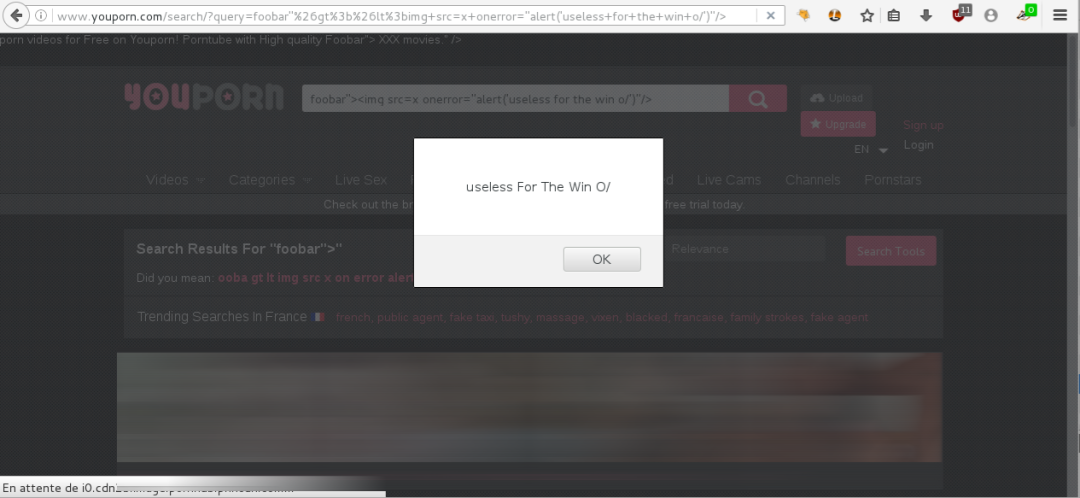 www.youporn.com/search/?query=foobar"%26gt%3b%26lt%3bimg+src=x+onerror="alert('useless+for+the+win+o/')"/>
11
0
porn videos for Free on Youporn! Porntube with High quality Foobar"> XXX movies." />
YOUPORN
foobar"><img src=x onerror="alert('useless for the win o/')"/>
Upload
Upgrade
Sign up
EN
Login
Videos
Categories
Live Sex
Live Cams
Channels
Pornstars
Check out the
free trial today
useless For The Win O/
OK
Search Results For "foobar">"
Relevance
Search Tools
Did you mean: ooba gt lt img src x on error
Trending Searches In France
french, public agent, fake taxi, tushy, massage, vixen, blacked, francaise, family strokes, fake agent
En attente de